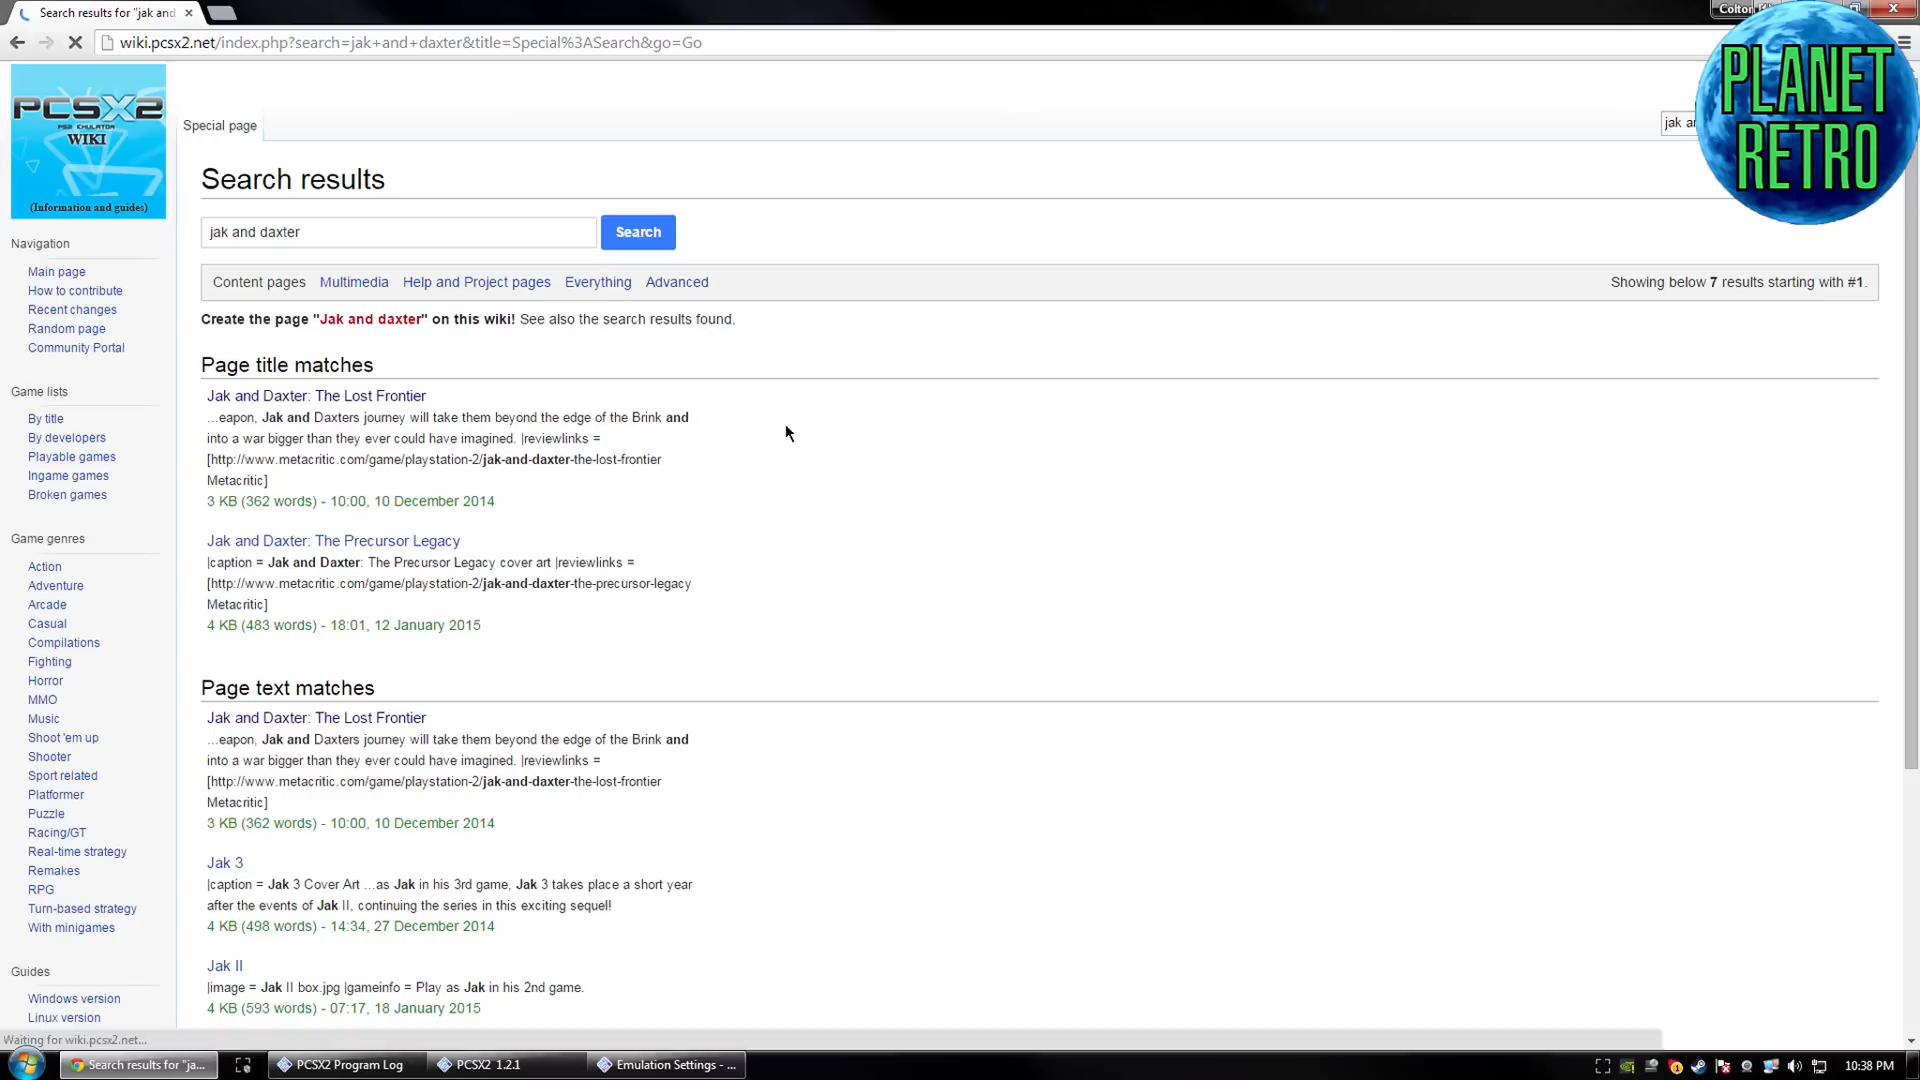 Search results for "jak and
Colton
wiki.pcsx2.net/index.php?search=jak+and+daxter&title=Special%3ASearch&go=Go
PLANET
RETRO
PCSX2
PS2 EMULATOR
WIKI
(Information and guides)
Special page
jak an
Search results
jak and daxter
Search
Content pages Multimedia Help and Project pages Everything Advanced
Showing below 7 results starting with #1.
Create the page "Jak and daxter" on this wiki! See also the search results found.
Page title matches
Jak and Daxter: The Lost Frontier
...eapon, Jak and Daxters journey will take them beyond the edge of the Brink and
into a war bigger than they ever could have imagined. |reviewlinks =
[http://www.metacritic.com/game/playstation-2/jak-and-daxter-the-lost-frontier
Metacritic]
3 KB (362 words) - 10:00, 10 December 2014
Jak and Daxter: The Precursor Legacy
|caption = Jak and Daxter: The Precursor Legacy cover art |reviewlinks =
[http://www.metacritic.com/game/playstation-2/jak-and-daxter-the-precursor-legacy
Metacritic]
4 KB (483 words) - 18:01, 12 January 2015
Page text matches
Jak and Daxter: The Lost Frontier
...eapon, Jak and Daxters journey will take them beyond the edge of the Brink and
into a war bigger than they ever could have imagined. |reviewlinks =
[http://www.metacritic.com/game/playstation-2/jak-and-daxter-the-lost-frontier
Metacritic]
3 KB (362 words) - 10:00, 10 December 2014
Jak 3
|caption = Jak 3 Cover Art ...as Jak in his 3rd game, Jak 3 takes place a short year
after the events of Jak II, continuing the series in this exciting sequel!
4 KB (498 words) - 14:34, 27 December 2014
Jak II
|image = Jak II box.jpg |gameinfo = Play as Jak in his 2nd game.
4 KB (593 words) - 07:17, 18 January 2015
Navigation
Main page
How to contribute
Recent changes
Random page
Community Portal
Game lists
By title
By developers
Playable games
Ingame games
Broken games
Game genres
Action
Adventure
Arcade
Casual
Compilations
Fighting
Horror
MMO
Music
Shoot 'em up
Shooter
Sport related
Platformer
Puzzle
Racing/GT
Real-time strategy
Remakes
RPG
Turn-based strategy
With minigames
Guides
Windows version
Linux version
Waiting for wiki.pcsx2.net...
Search results for "ja...
PCSX2 Program Log
PCSX2 1.2.1
Emulation Settings - ...
10:38 PM